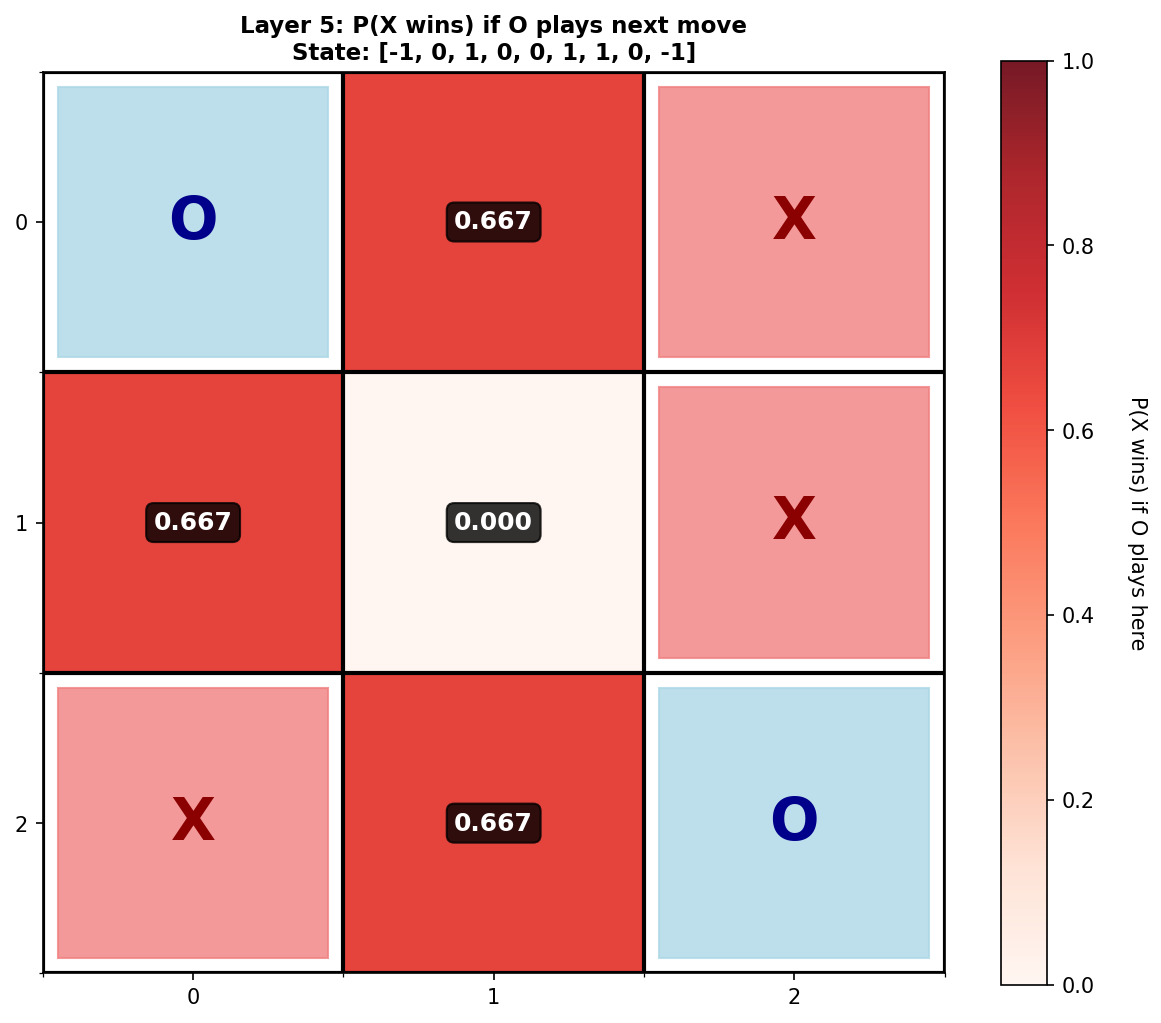 Layer 5: P(X wins) if O plays next move
State: [-1, 0, 1, 0, 0, 1, 1, 0, -1]
O
0.667
X
0.667
0.000
X
X
0.667
O
0
1
2
0
1
2
1.0
0.8
0.6
0.4
0.2
0.0
P(X wins) if O plays here